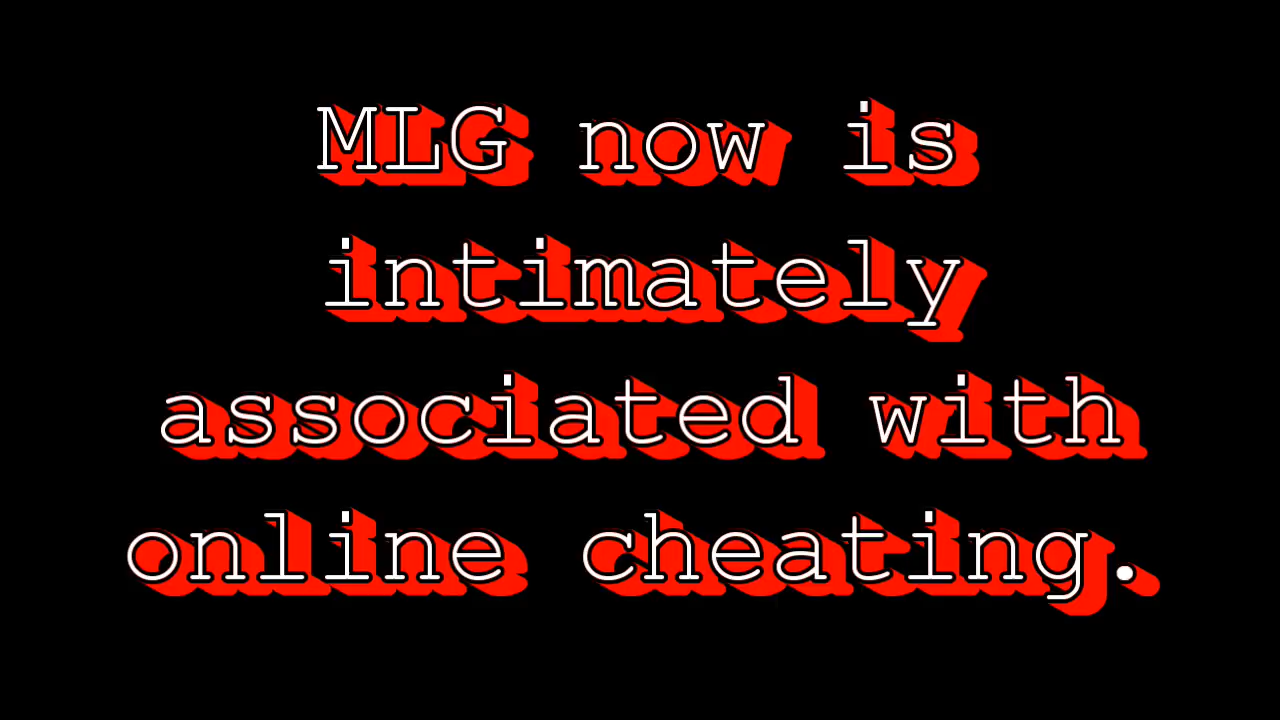 MLG now is
intimately
associated with
online cheating.